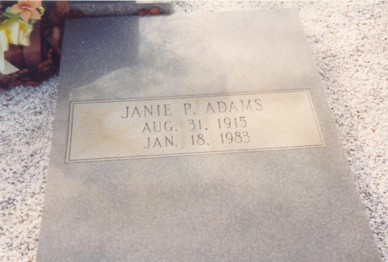 JANIE P. ADAMS
AUG. 31, 1915
JAN. 18, 1983